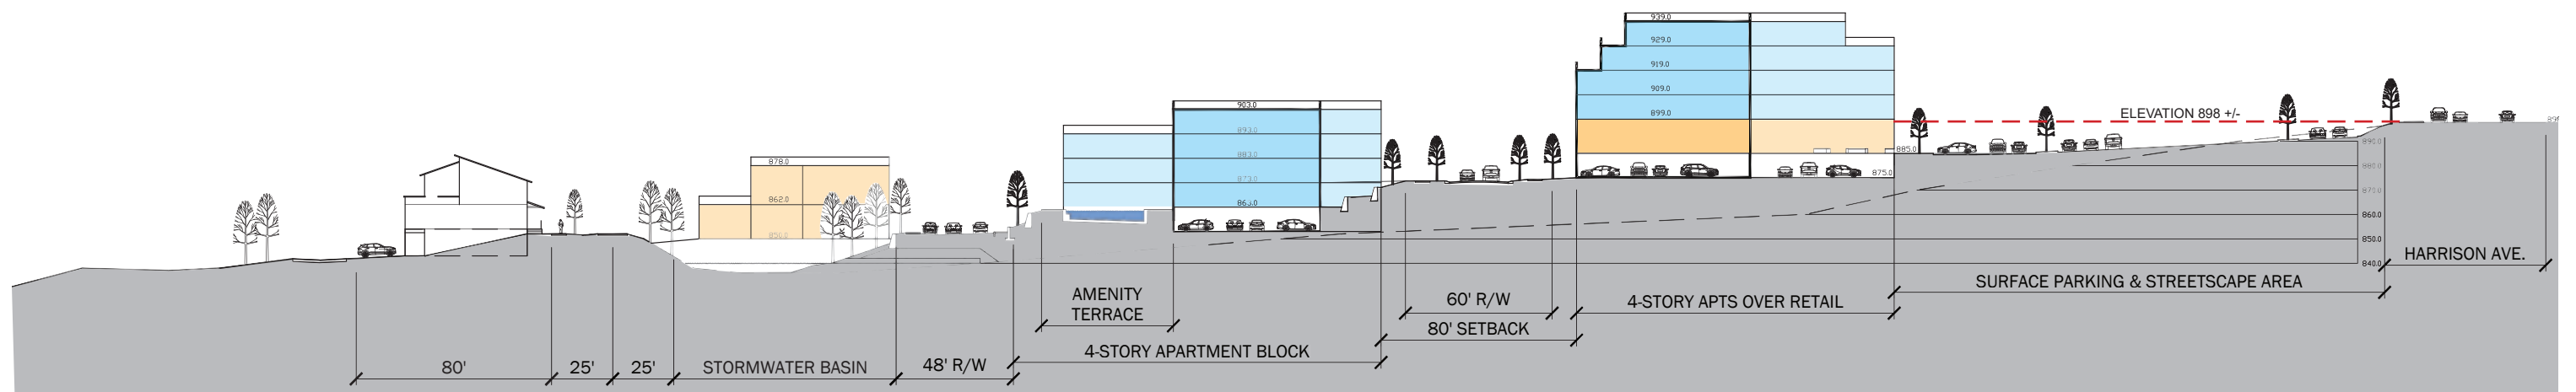 939.0
929.0
919.0
909.0
899.0
885.0
875.0
ELEVATION 898 +/-
903.0
893.0
883.0
873.0
863.0
878.0
862.0
850.0
890.0
880.0
870.0
860.0
850.0
840.0
HARRISON AVE.
SURFACE PARKING & STREETSCAPE AREA
4-STORY APTS OVER RETAIL
60' R/W
80' SETBACK
AMENITY
TERRACE
4-STORY APARTMENT BLOCK
48' R/W
STORMWATER BASIN
25'
25'
80'